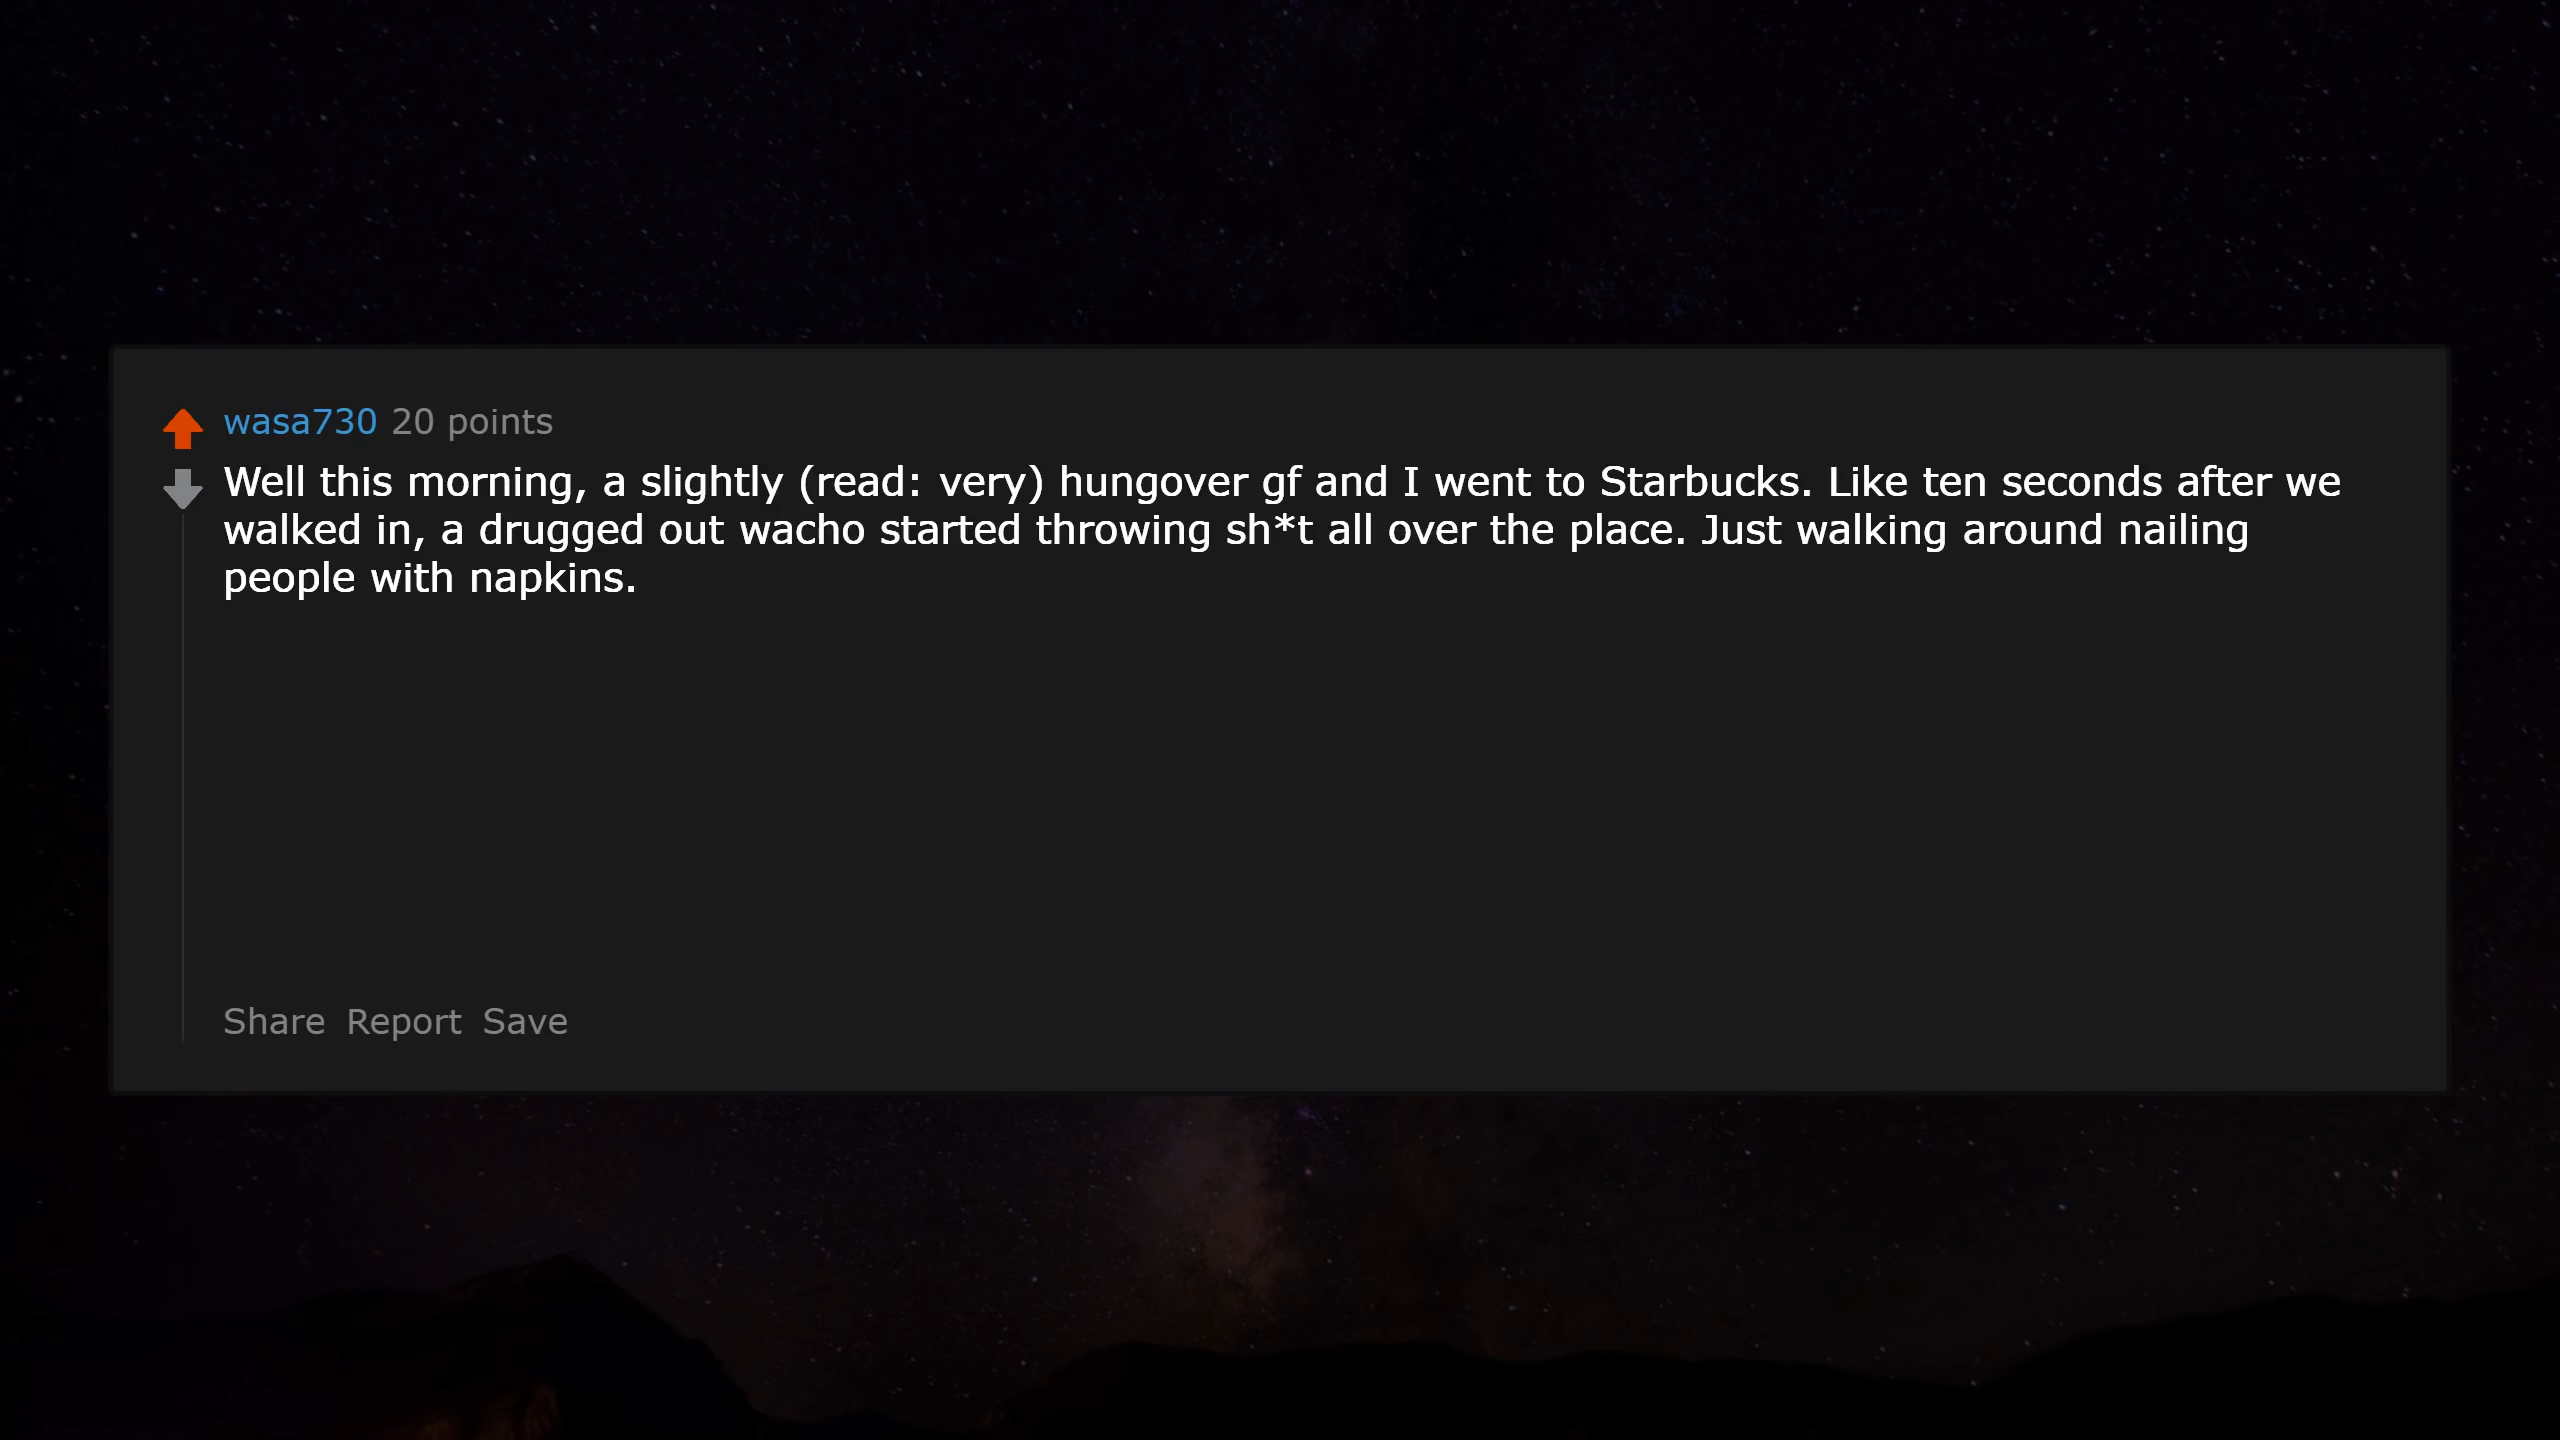 wasa730 20 points
Well this morning, a slightly (read: very) hungover gf and I went to Starbucks. Like ten seconds after we
walked in, a drugged out wacho started throwing sh*t all over the place. Just walking around nailing
people with napkins.
Share Report Save